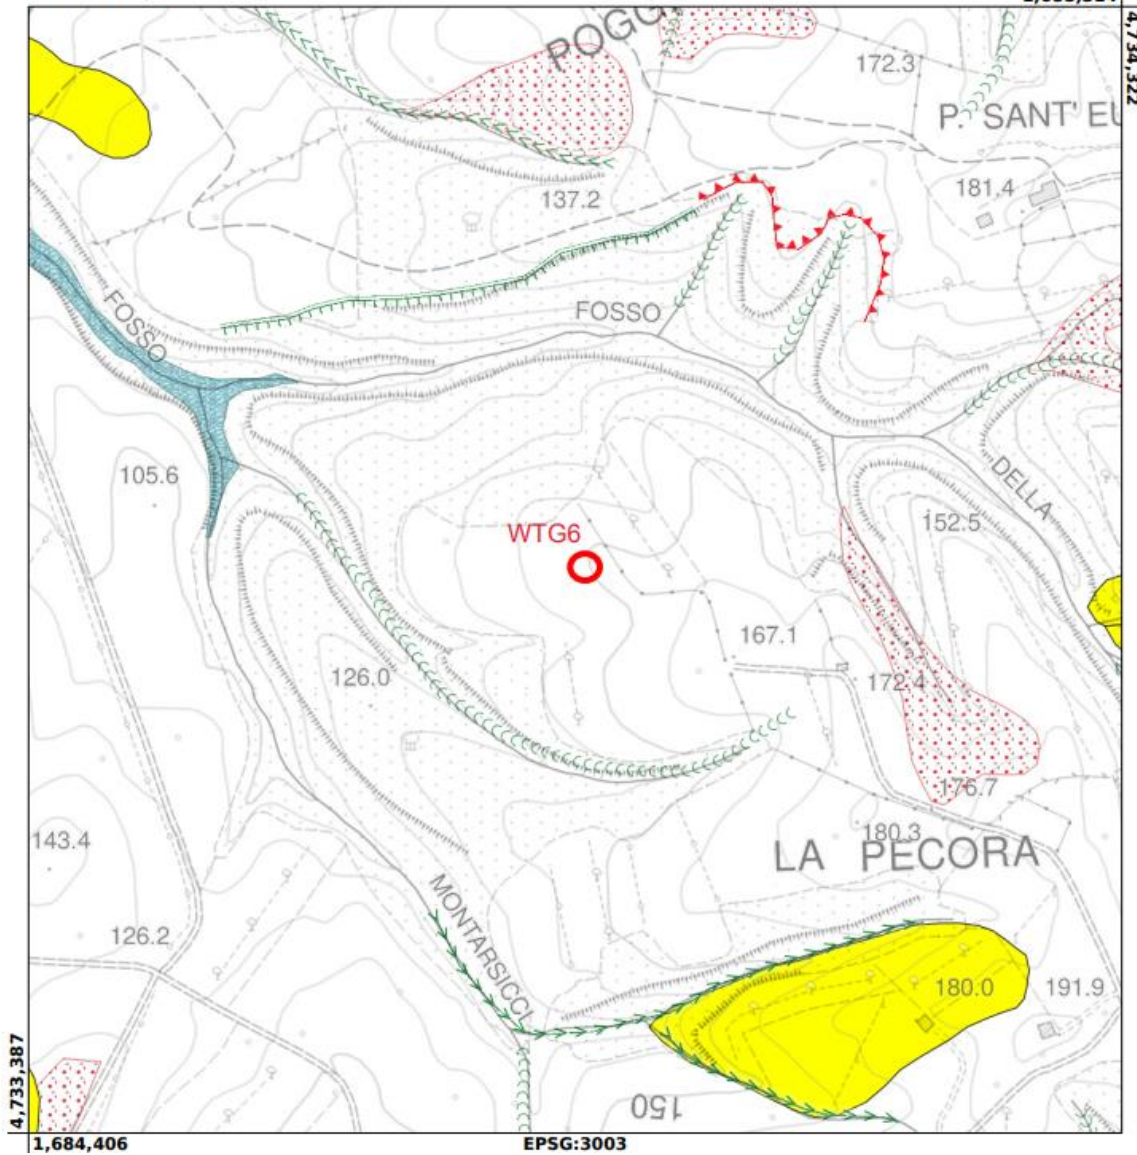 4,734,322
POGG
172.3
P. SANT' EU
181.4
137.2
FOSSO
FOSSO
DELLA
105.6
152.5
WTG6
167.1
126.0
172.4
176.7
180.3
143.4
LA PECORA
MONTARSICCI
126.2
180.0
191.9
150
4,733,387
1,684,406
EPSG:3003